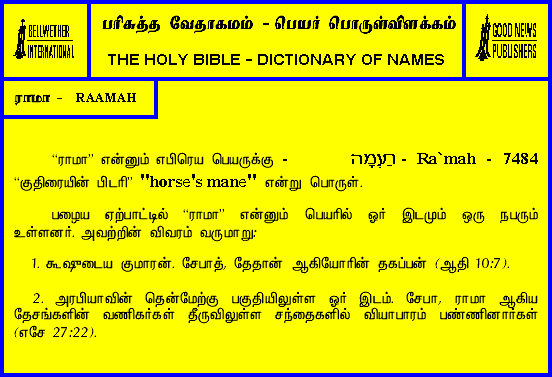 BELLWETHER
INTERNATIONAL
பரிசுத்த வேதாகமம் - பெயர் பொருள்விளக்கம்
THE HOLY BIBLE - DICTIONARY OF NAMES
GOOD NEWS
PUBLISHERS
ராமா - RAAMAH
“ராமா” என்னும் எபிரெய பெயருக்கு - רַעְמָה - Ra`mah - 7484
“குதிரையின் பிடரி” "horse's mane" என்று பொருள்.
பழைய ஏற்பாட்டில் “ராமா” என்னும் பெயரில் ஓர் இடமும் ஒரு நபரும்
உள்ளனர். அவற்றின் விவரம் வருமாறு:
1. கூஷுடைய குமாரன். சேபாத், தேதான் ஆகியோரின் தகப்பன் (ஆதி 10:7).
2. அரபியாவின் தென்மேற்கு பகுதியிலுள்ள ஓர் இடம். சேபா, ராமா ஆகிய
தேசங்களின் வணிகர்கள் தீருவிலுள்ள சந்தைகளில் வியாபாரம் பண்ணினார்கள்
(எசே 27:22).